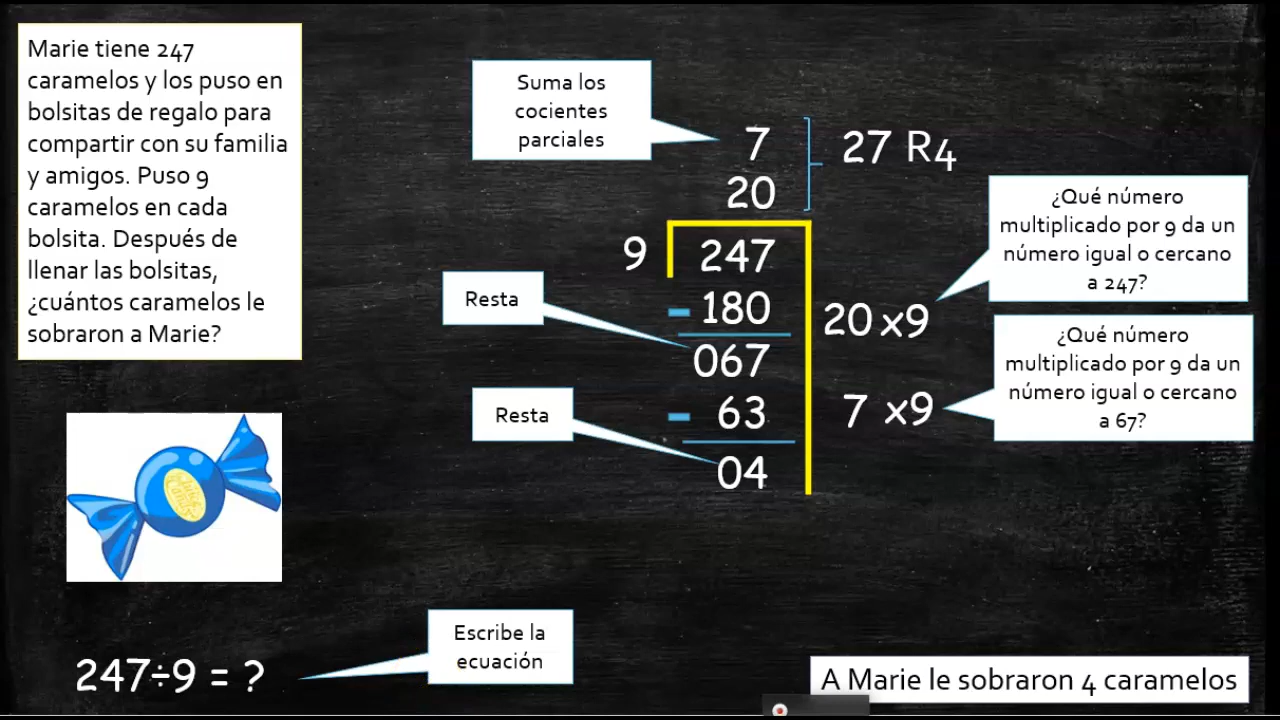 Marie tiene 247
caramelos y los puso en
bolsitas de regalo para
compartir con su familia
y amigos. Puso 9
caramelos en cada
bolsita. Después de
llenar las bolsitas,
¿cuántos caramelos le
sobraron a Marie?
Suma los
cocientes
parciales
7
20
27 R4
9
247
180
067
63
04
Resta
Resta
20 x9
7 x9
¿Qué número
multiplicado por 9 da un
número igual o cercano
a 247?
¿Qué número
multiplicado por 9 da un
número igual o cercano
a 67?
247÷9 = ?
Escribe la
ecuación
A Marie le sobraron 4 caramelos